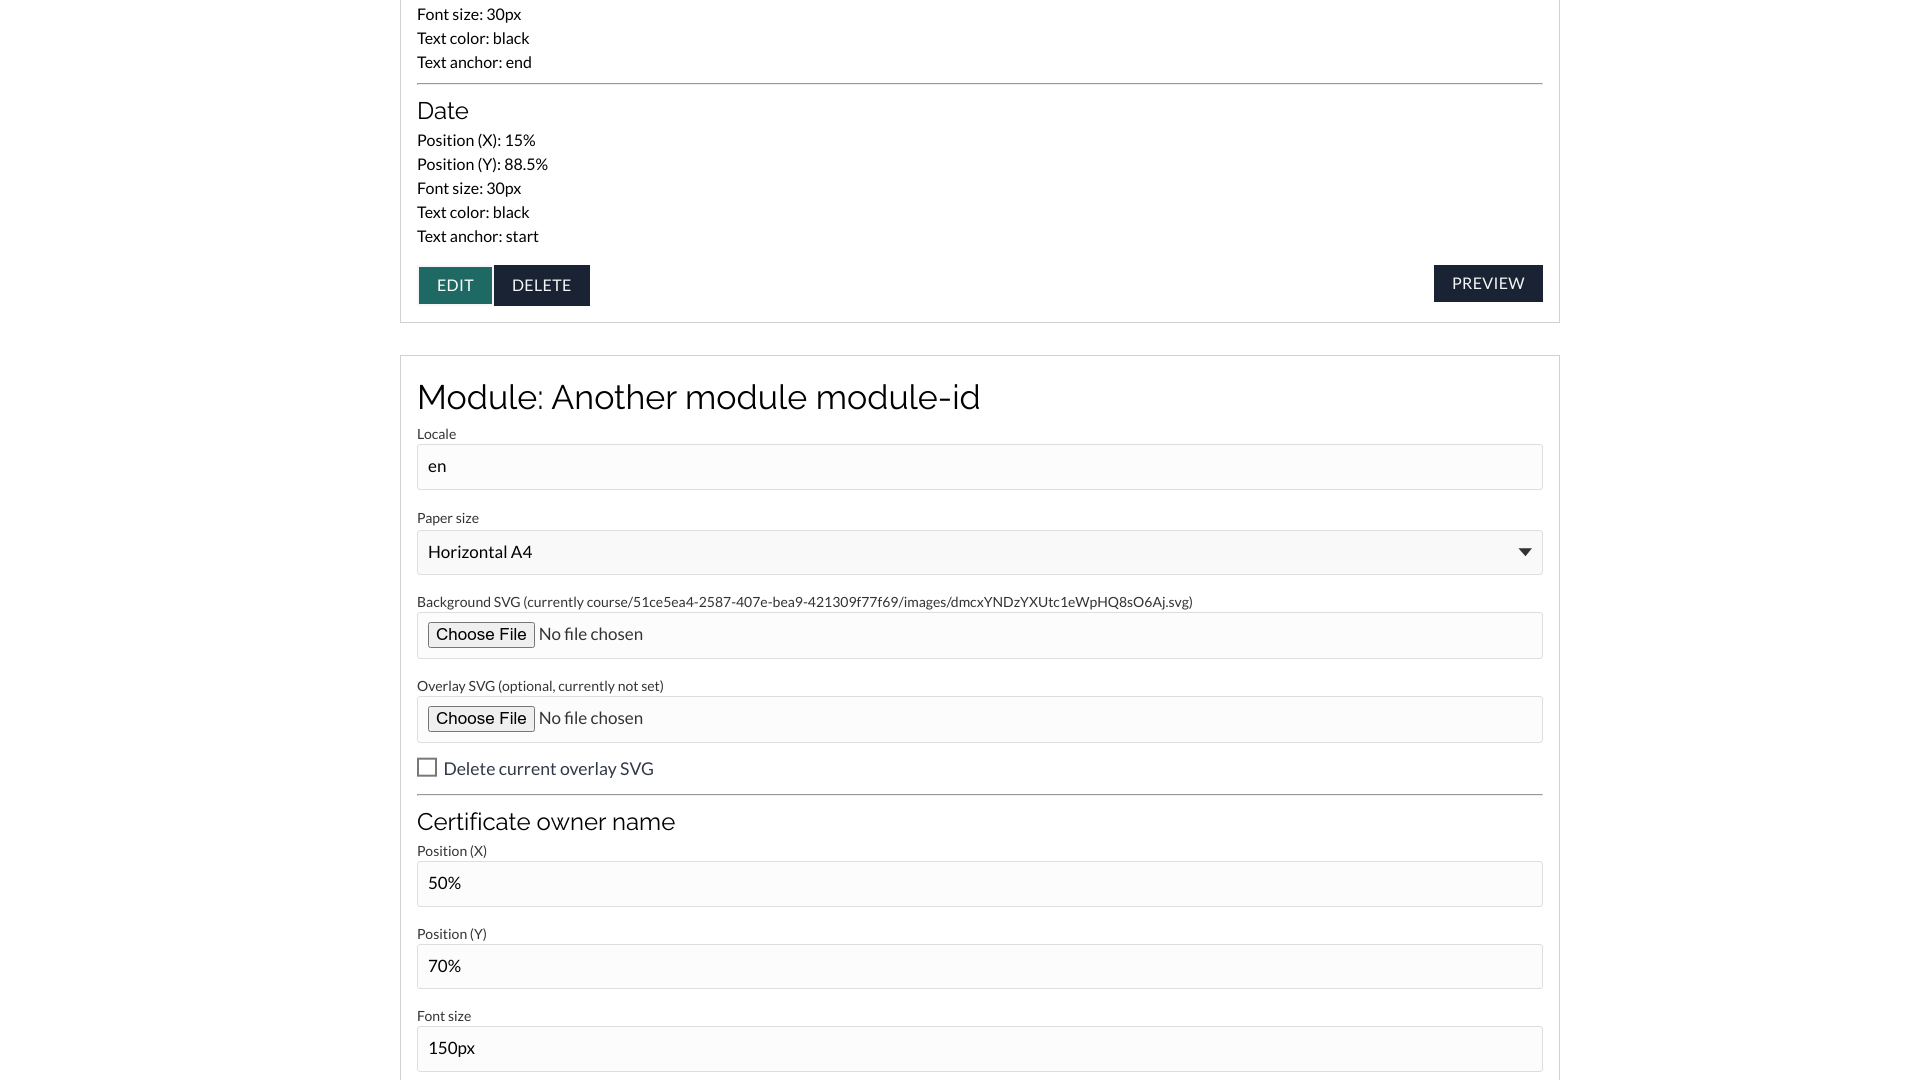 Font size: 30px
Text color: black
Text anchor: end
Date
Position (X): 15%
Position (Y): 88.5%
Font size: 30px
Text color: black
Text anchor: start
EDIT DELETE PREVIEW
Module: Another module module-id
Locale
en
Paper size
Horizontal A4
Background SVG (currently course/51ce5ea4-2587-407e-bea9-421309f77f69/images/dmcxYNDzYXUtc1eWpHQ8sO6Aj.svg)
Choose File No file chosen
Overlay SVG (optional, currently not set)
Choose File No file chosen
Delete current overlay SVG
Certificate owner name
Position (X)
50%
Position (Y)
70%
Font size
150px